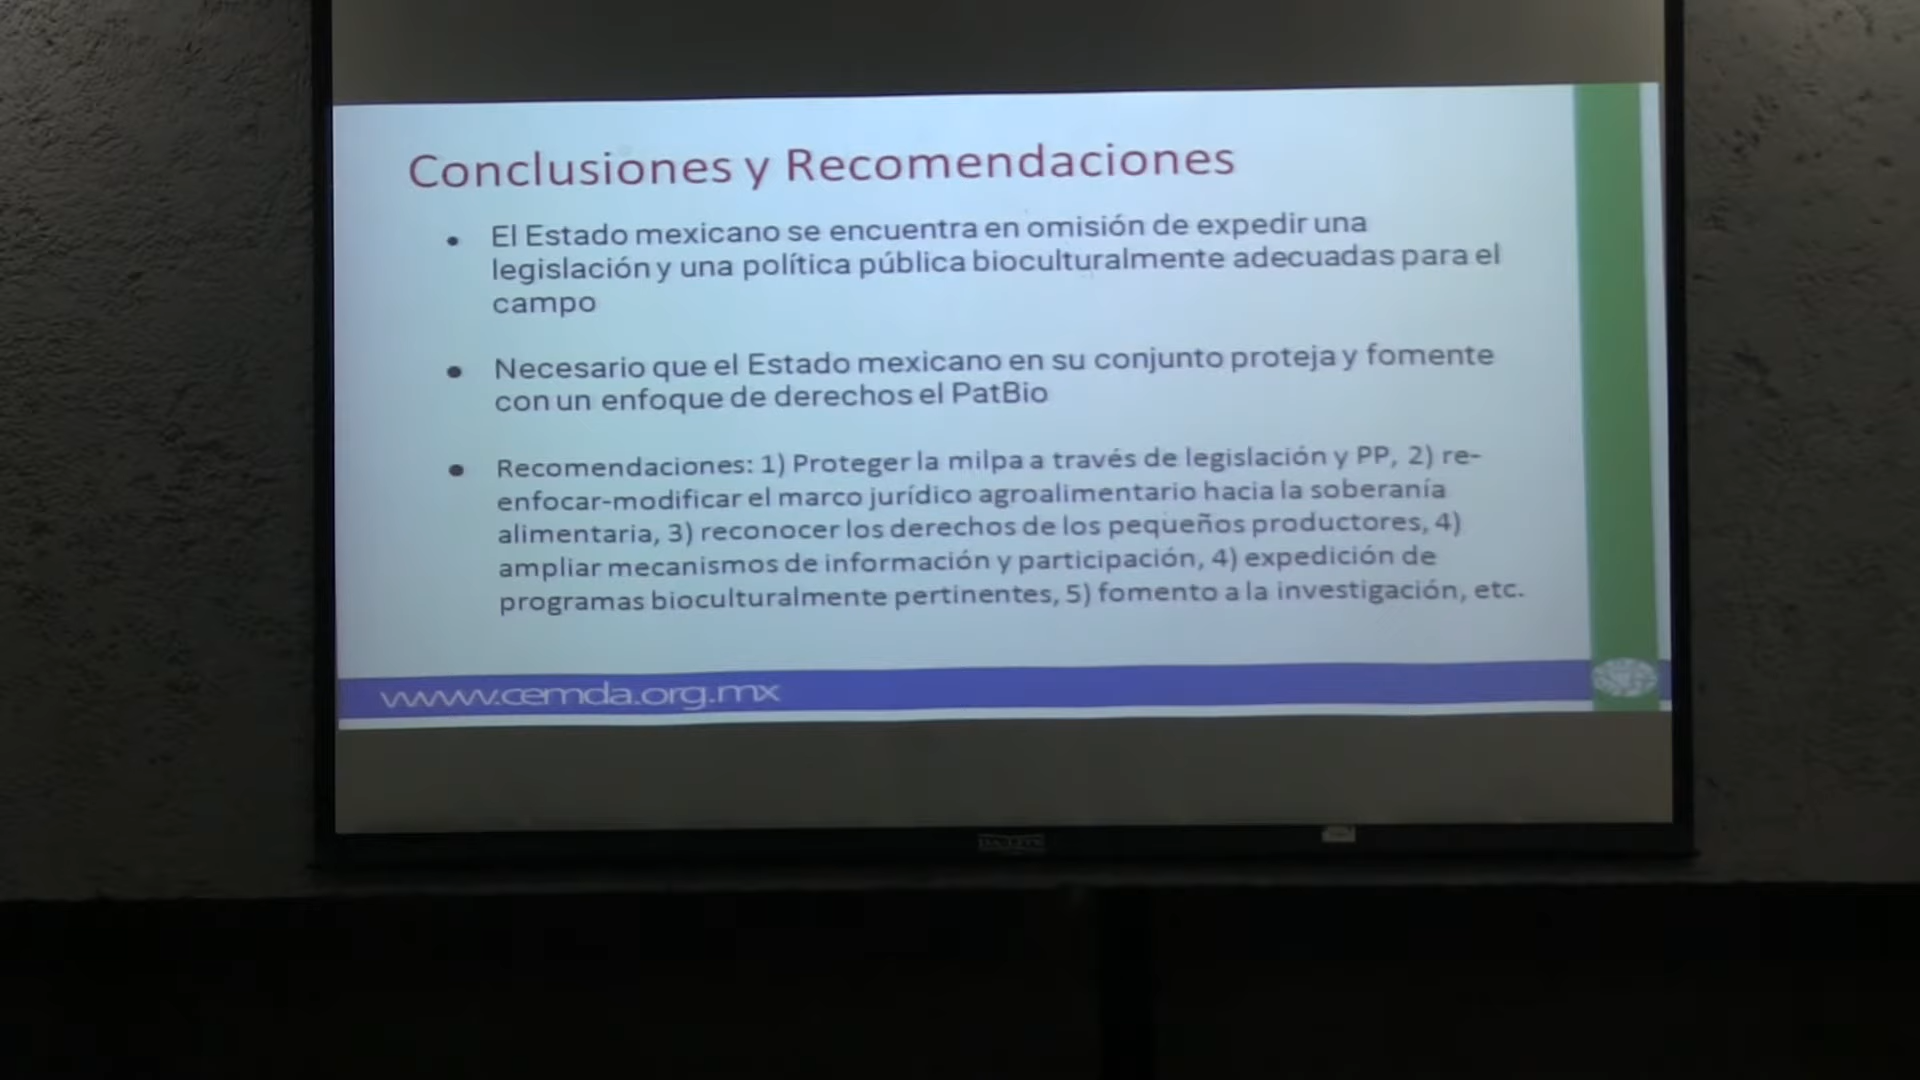 Conclusiones y Recomendaciones
• El Estado mexicano se encuentra en omisión de expedir una
legislación y una política pública bioculturalmente adecuadas para el
campo
• Necesario que el Estado mexicano en su conjunto proteja y fomente
con un enfoque de derechos el PatBio
• Recomendaciones: 1) Proteger la milpa a través de legislación y PP, 2) re-
enfocar-modificar el marco jurídico agroalimentario hacia la soberanía
alimentaria, 3) reconocer los derechos de los pequeños productores, 4)
ampliar mecanismos de información y participación, 4) expedición de
programas bioculturalmente pertinentes, 5) fomento a la investigación, etc.
www.cemda.org.mx
DA-LITE